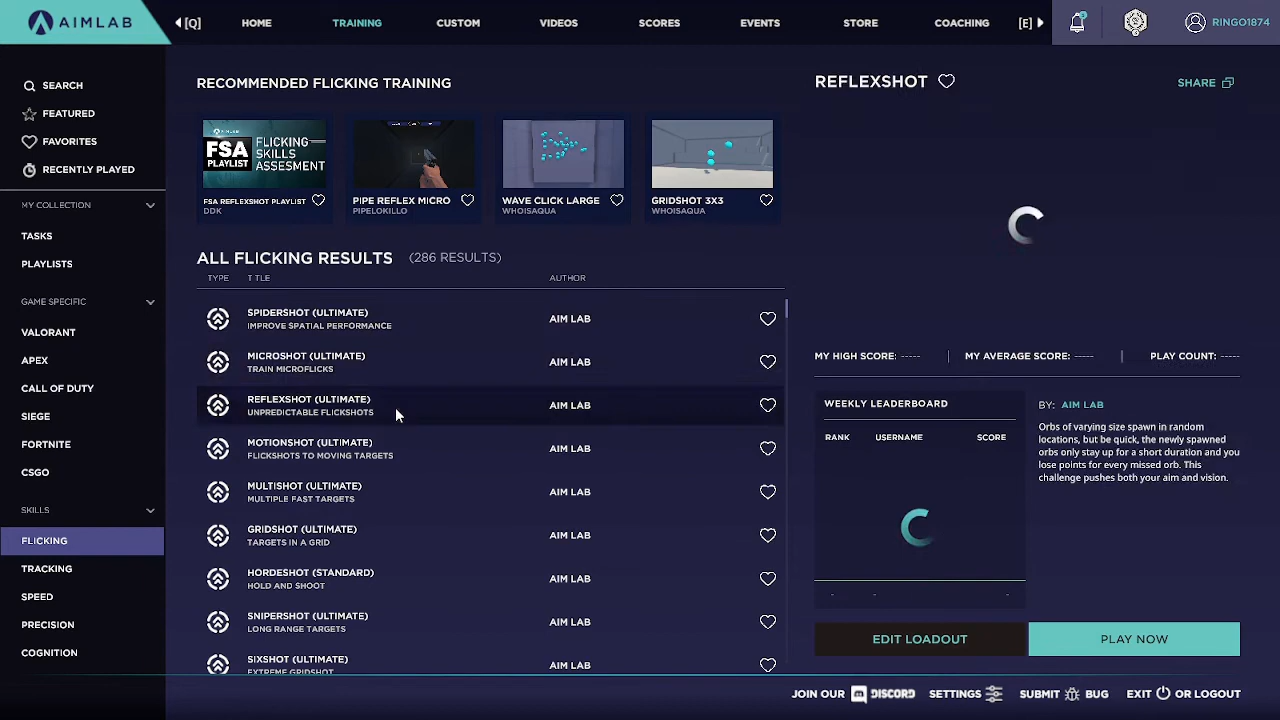 AIMLAB
[Q]
HOME
TRAINING
CUSTOM
VIDEOS
SCORES
EVENTS
STORE
COACHING
[E]
RINGO1874
SEARCH
FEATURED
FAVORITES
RECENTLY PLAYED
MY COLLECTION
TASKS
PLAYLISTS
GAME SPECIFIC
VALORANT
APEX
CALL OF DUTY
SIEGE
FORTNITE
CSGO
SKILLS
FLICKING
TRACKING
SPEED
PRECISION
COGNITION
RECOMMENDED FLICKING TRAINING
AIMLAB
FSA
PLAYLIST
FLICKING
SKILLS
ASSESMENT
FSA REFLEXSHOT PLAYLIST
DDK
PIPE REFLEX MICRO
PIPELOKILLO
WAVE CLICK LARGE
WHOISAQUA
GRIDSHOT 3X3
WHOISAQUA
ALL FLICKING RESULTS (286 RESULTS)
TYPE TITLE AUTHOR
SPIDERSHOT (ULTIMATE)
IMPROVE SPATIAL PERFORMANCE
AIM LAB
MICROSHOT (ULTIMATE)
TRAIN MICROFLICKS
AIM LAB
REFLEXSHOT (ULTIMATE)
UNPREDICTABLE FLICKSHOTS
AIM LAB
MOTIONSHOT (ULTIMATE)
FLICKSHOTS TO MOVING TARGETS
AIM LAB
MULTISHOT (ULTIMATE)
MULTIPLE FAST TARGETS
AIM LAB
GRIDSHOT (ULTIMATE)
TARGETS IN A GRID
AIM LAB
HORDESHOT (STANDARD)
HOLD AND SHOOT
AIM LAB
SNIPERSHOT (ULTIMATE)
LONG RANGE TARGETS
AIM LAB
SIXSHOT (ULTIMATE)
EXTREME GRIDSHOT
AIM LAB
REFLEXSHOT
SHARE
MY HIGH SCORE: -----
MY AVERAGE SCORE: -----
PLAY COUNT: -----
WEEKLY LEADERBOARD
RANK USERNAME SCORE
- - -
BY: AIM LAB
Orbs of varying size spawn in random
locations, but be quick, the newly spawned
orbs only stay up for a short duration and you
lose points for every missed orb. This
challenge pushes both your aim and vision.
EDIT LOADOUT
PLAY NOW
JOIN OUR DISCORD
SETTINGS
SUBMIT BUG
EXIT OR LOGOUT